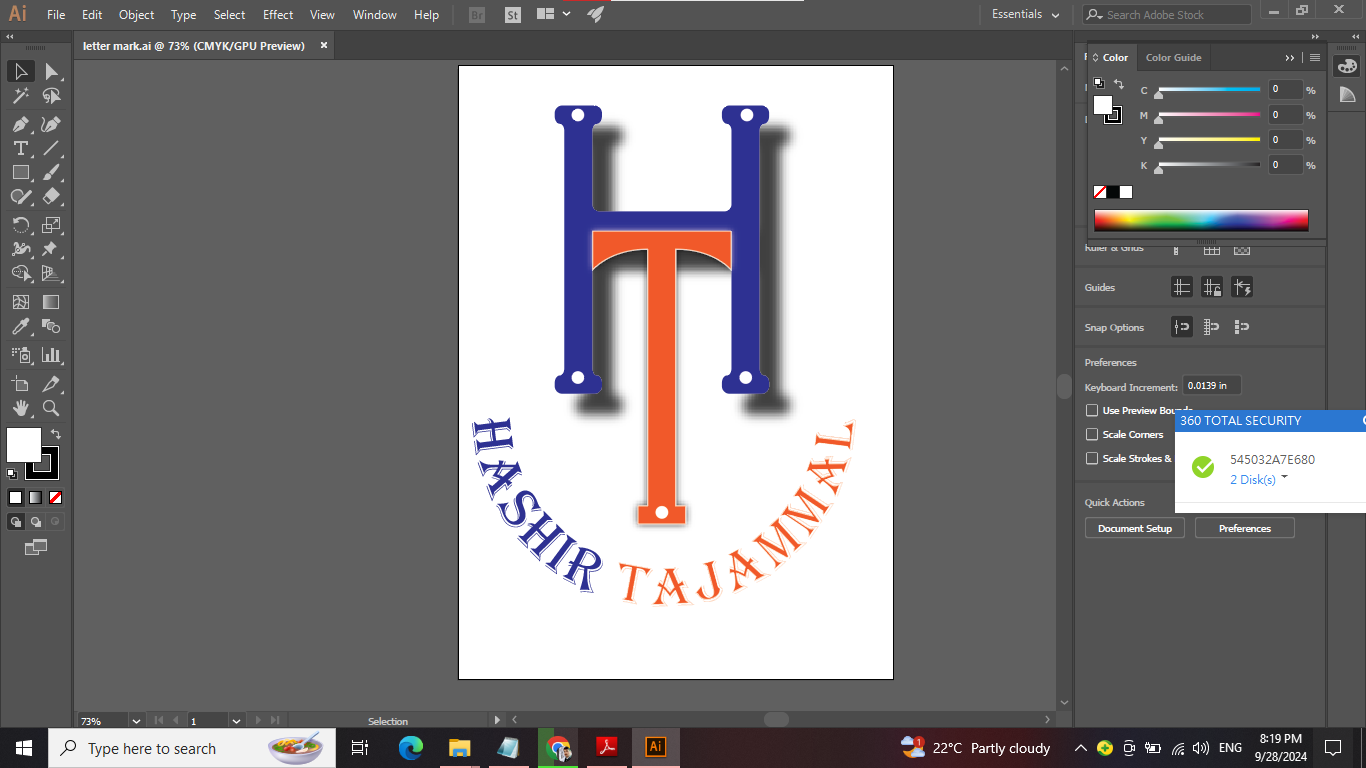 Ai File Edit Object Type Select Effect View Window Help Br St Essentials Search Adobe Stock
letter mark.ai @ 73% (CMYK/GPU Preview) ×
Color Color Guide
C 0 %
M 0 %
Y 0 %
K 0 %
HT
HASHIR TAJAMMAL
Ruler & Grids
Guides
Snap Options
Preferences
Keyboard Increment: 0.0139 in
Use Preview Bounds
Scale Corners
Scale Strokes &
360 TOTAL SECURITY
545032A7E680
2 Disk(s)
Quick Actions
Document Setup Preferences
73% 1 Selection
Type here to search
Ai
1
22°C Partly cloudy
ENG
8:19 PM
9/28/2024